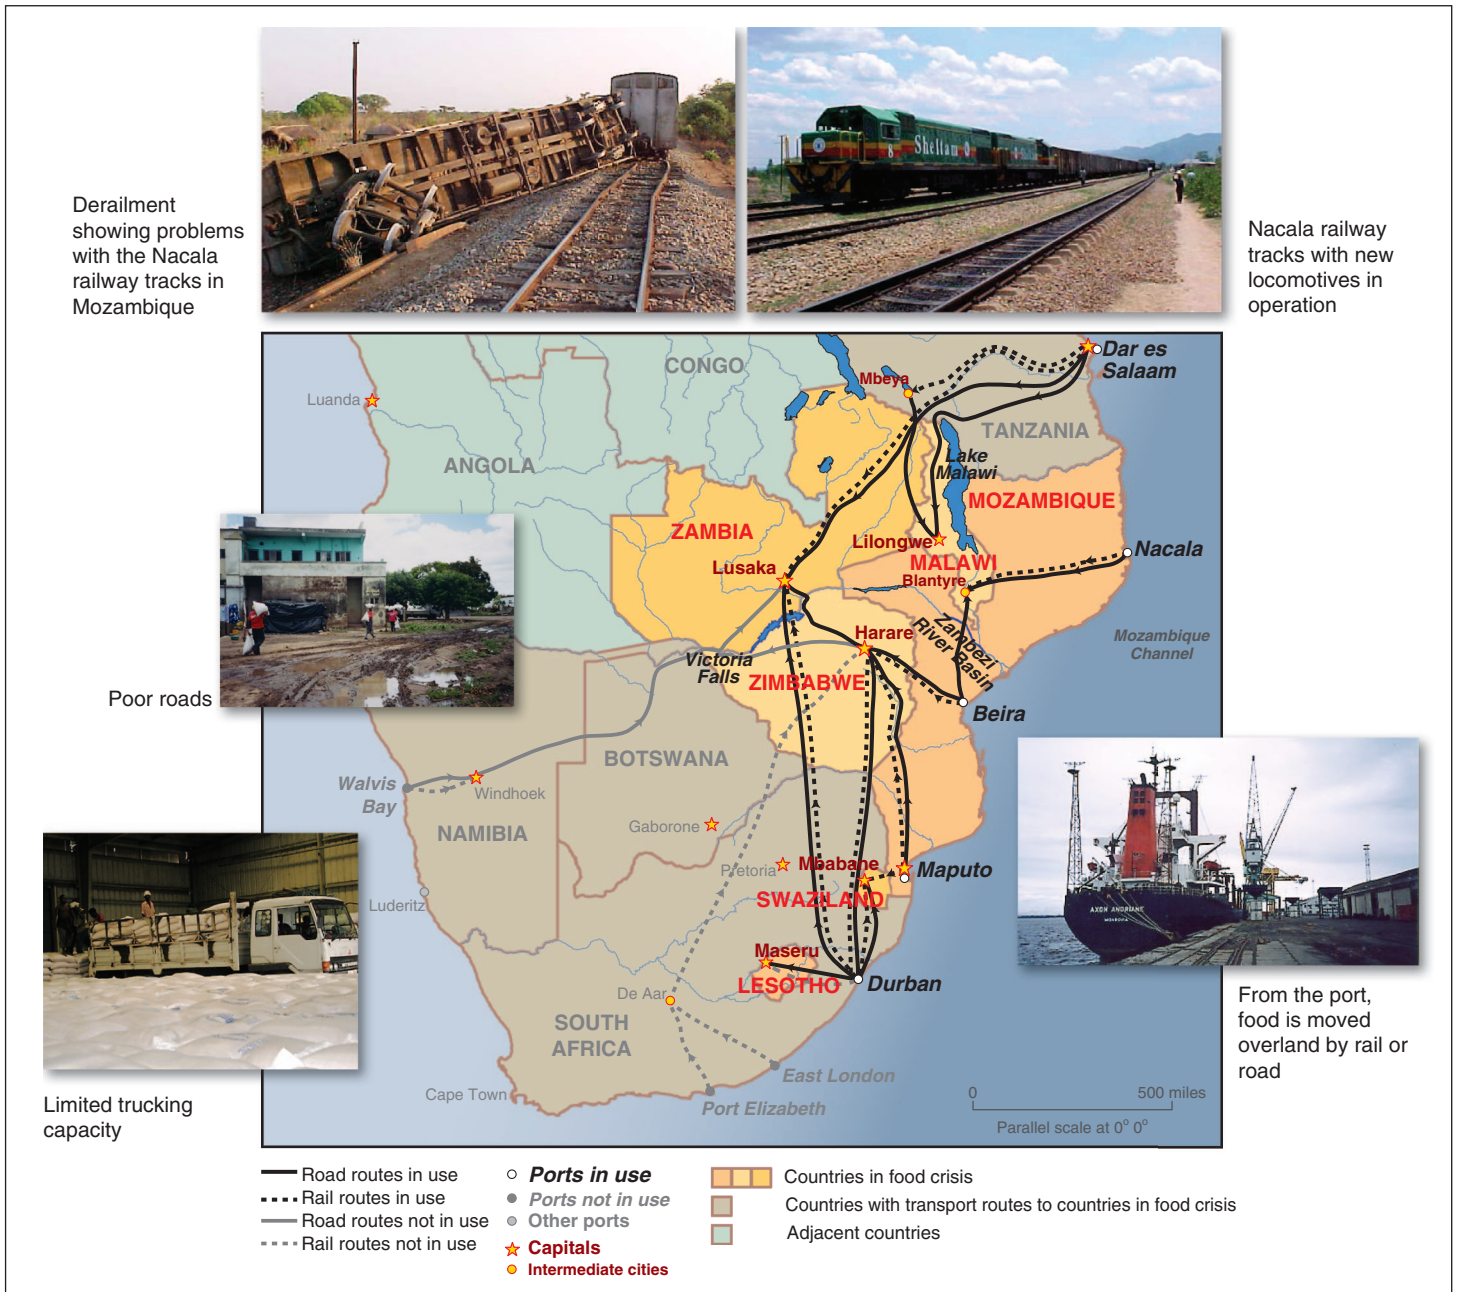 Derailment
showing problems
with the Nacala
railway tracks in
Mozambique
8
Sheltam
Nacala railway
tracks with new
locomotives in
operation
CONGO
Dar es
Salaam
Mbeya
Luanda
TANZANIA
ANGOLA
Lake
Malawi
MOZAMBIQUE
ZAMBIA
Lilongwe
Nacala
MALAWI
Lusaka
Blantyre
Harare
Zambezi
River Basin
Mozambique
Channel
Victoria
Falls
ZIMBABWE
Poor roads
Beira
BOTSWANA
Walvis
Bay
Windhoek
NAMIBIA
Gaborone
Pretoria
Mbabane
Maputo
SWAZILAND
Luderitz
AXON ANDRIANE
MONROVIA
Maseru
LESOTHO
Durban
De Aar
SOUTH
AFRICA
From the port,
food is moved
overland by rail or
road
East London
Cape Town
Port Elizabeth
0 500 miles
Parallel scale at 0° 0°
Limited trucking
capacity
Road routes in use
Rail routes in use
Road routes not in use
Rail routes not in use
Ports in use
Ports not in use
Other ports
Capitals
Intermediate cities
Countries in food crisis
Countries with transport routes to countries in food crisis
Adjacent countries